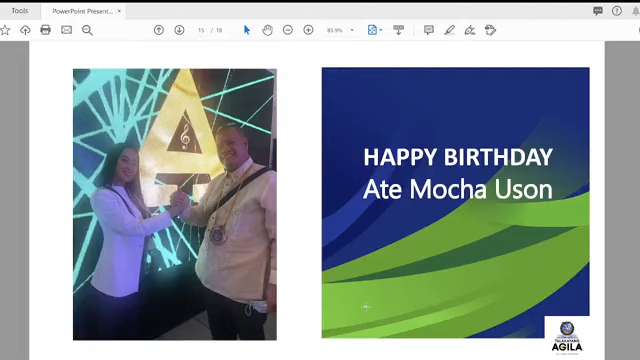 Tools
PowerPoint Present...
15 / 18
83.9%
HAPPY BIRTHDAY
Ate Mocha Uson
AGILA